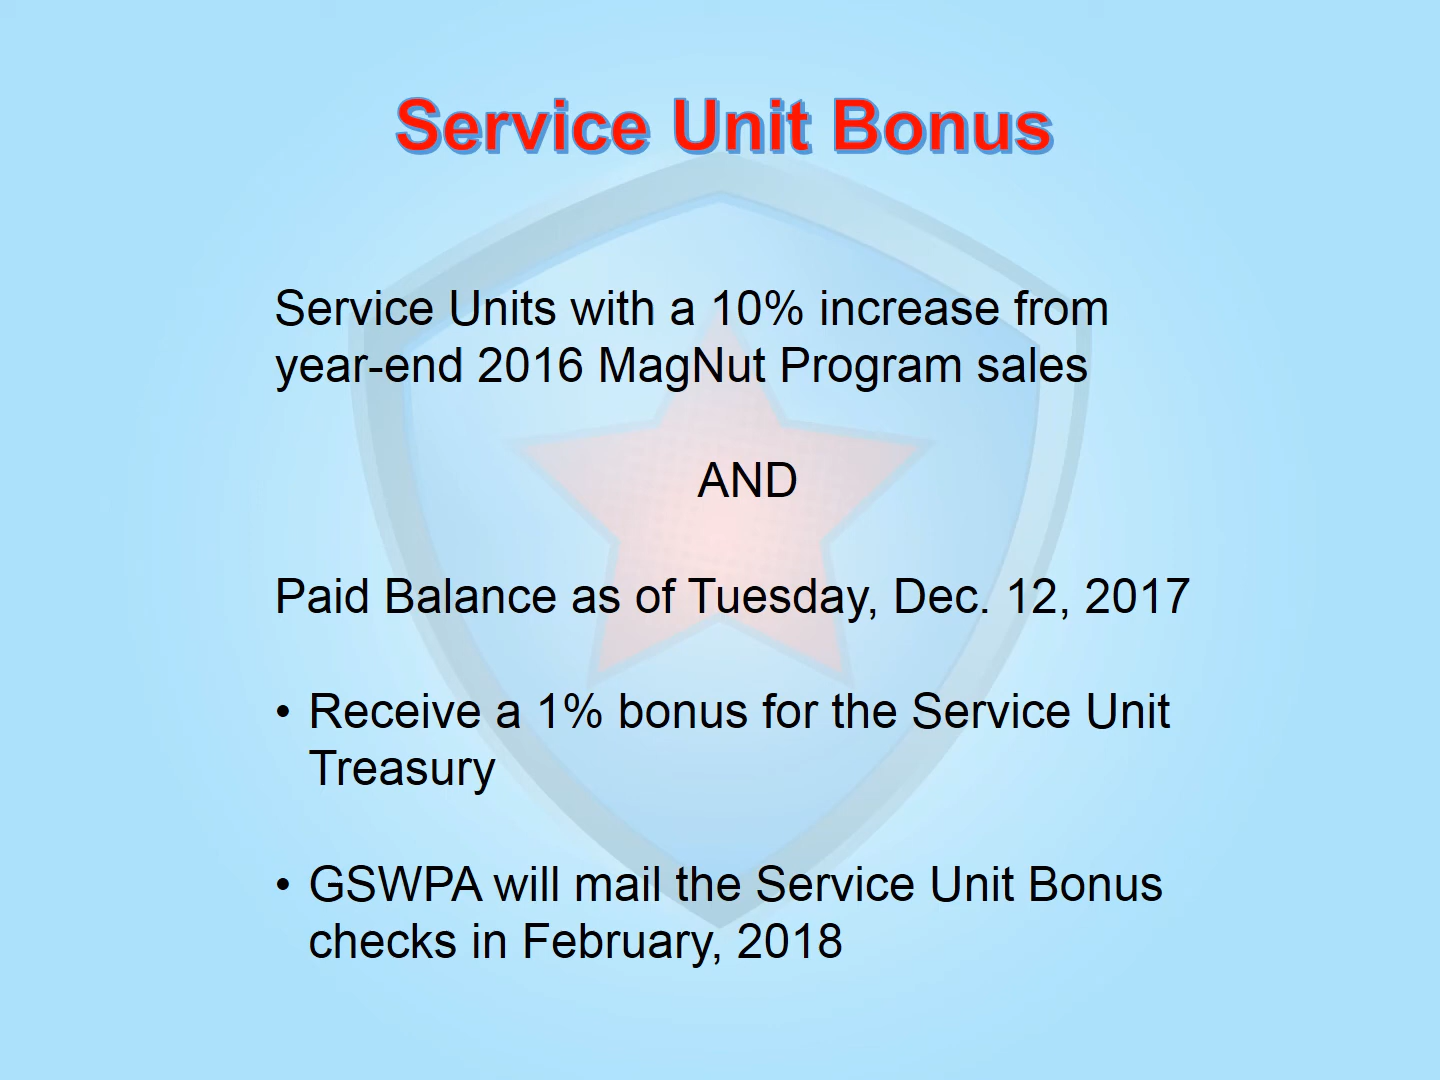 Service Unit Bonus
Service Units with a 10% increase from
year-end 2016 MagNut Program sales
AND
Paid Balance as of Tuesday, Dec. 12, 2017
• Receive a 1% bonus for the Service Unit
Treasury
• GSWPA will mail the Service Unit Bonus
checks in February, 2018